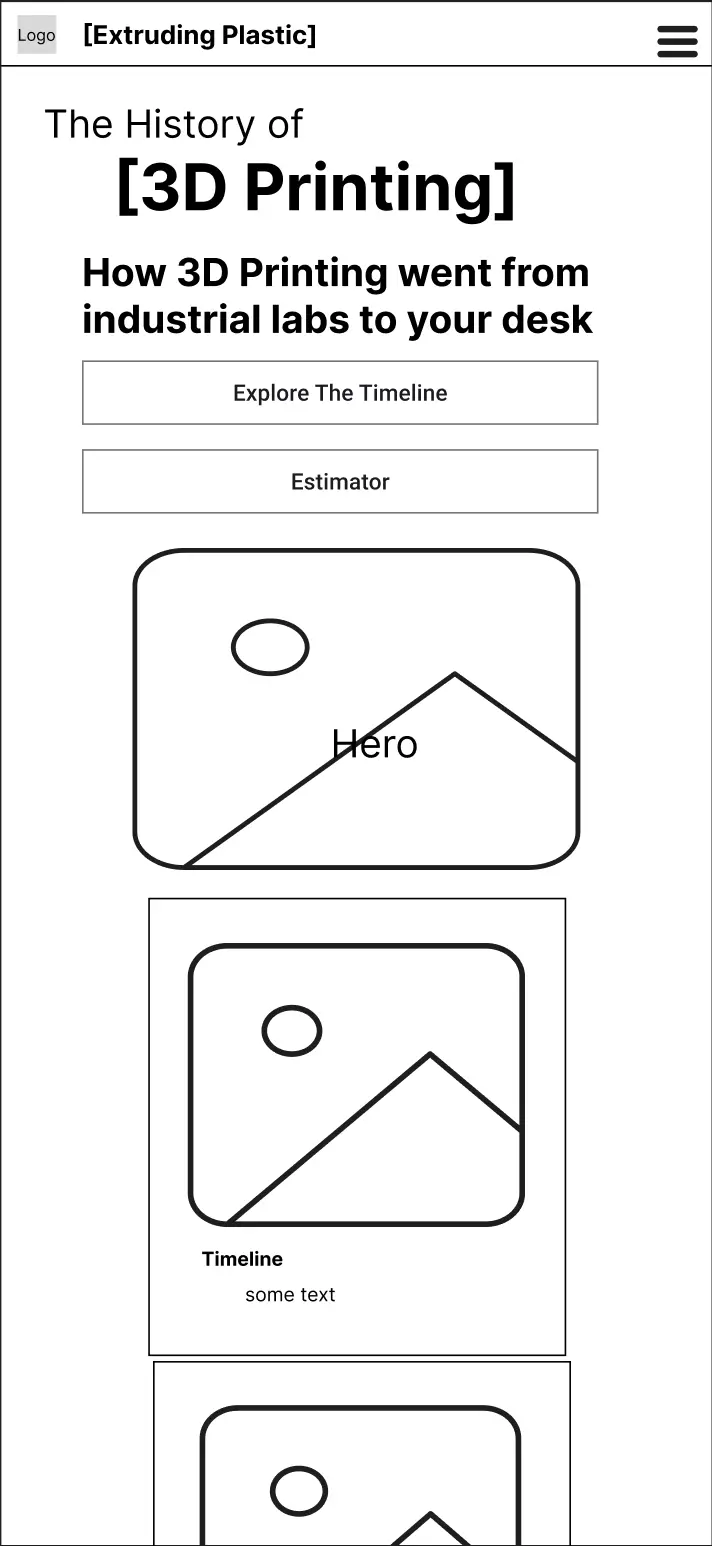 Logo
[Extruding Plastic]
The History of
[3D Printing]
How 3D Printing went from
industrial labs to your desk
Explore The Timeline
Estimator
Hero
Timeline
some text